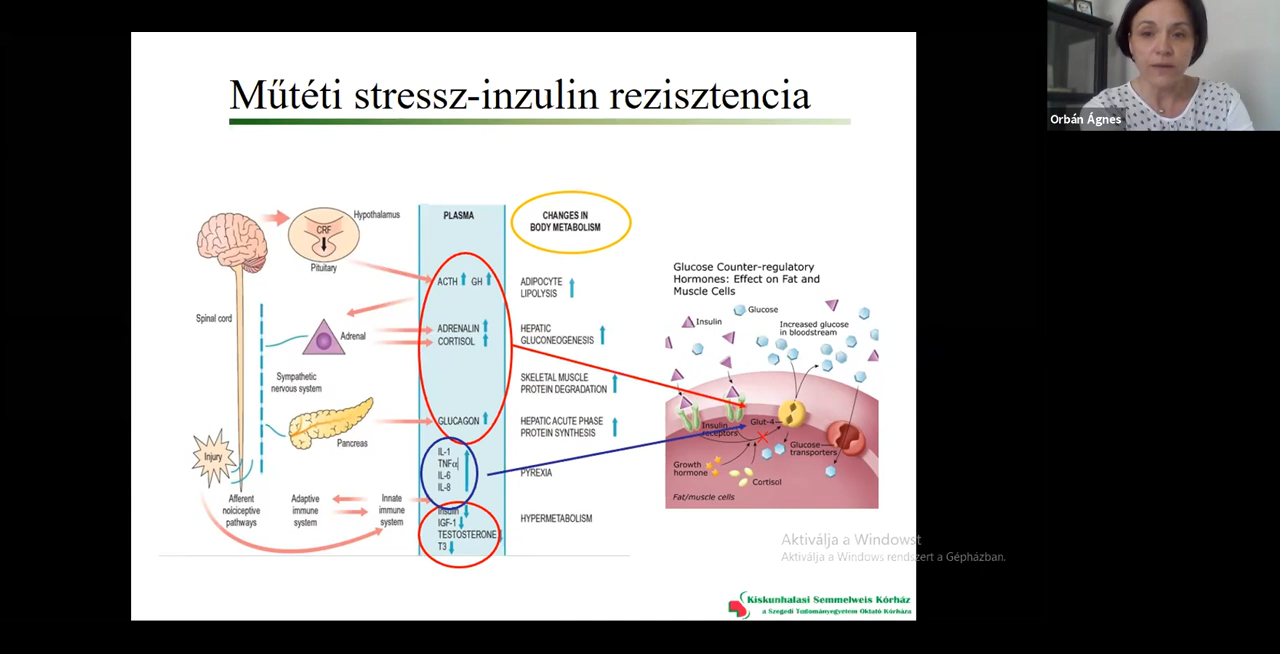 Műtéti stressz-inzulin rezisztencia
Orbán Ágnes
Hypothalamus
CRF
Pituitary
Spinal cord
Adrenal
Sympathetic
nervous system
Pancreas
Injury
Afferent
noiciceptive
pathways
Adaptive
immune
system
Innate
immune
system
PLASMA
ACTH GH
ADRENALIN
CORTISOL
GLUCAGON
IL-1
TNFα
IL-6
IL-8
Insulin
IGF-1
TESTOSTERONE
T3
CHANGES IN
BODY METABOLISM
ADIPOCYTE
LIPOLYSIS
HEPATIC
GLUCONEOGENESIS
SKELETAL MUSCLE
PROTEIN DEGRADATION
HEPATIC ACUTE PHASE
PROTEIN SYNTHESIS
PYREXIA
HYPERMETABOLISM
Glucose Counter-regulatory
Hormones: Effect on Fat and
Muscle Cells
Insulin
Glucose
Increased glucose
in bloodstream
Insulin
receptors
Glut-4
Glucose
transporters
Growth
hormone
Cortisol
Fat/muscle cells
Aktiválja a Windowst
Aktiválja a Windows rendszert a Gépházban.
Kiskunhalasi Semmelweis Kórház
a Szegedi Tudományegyetem Oktató Kórháza